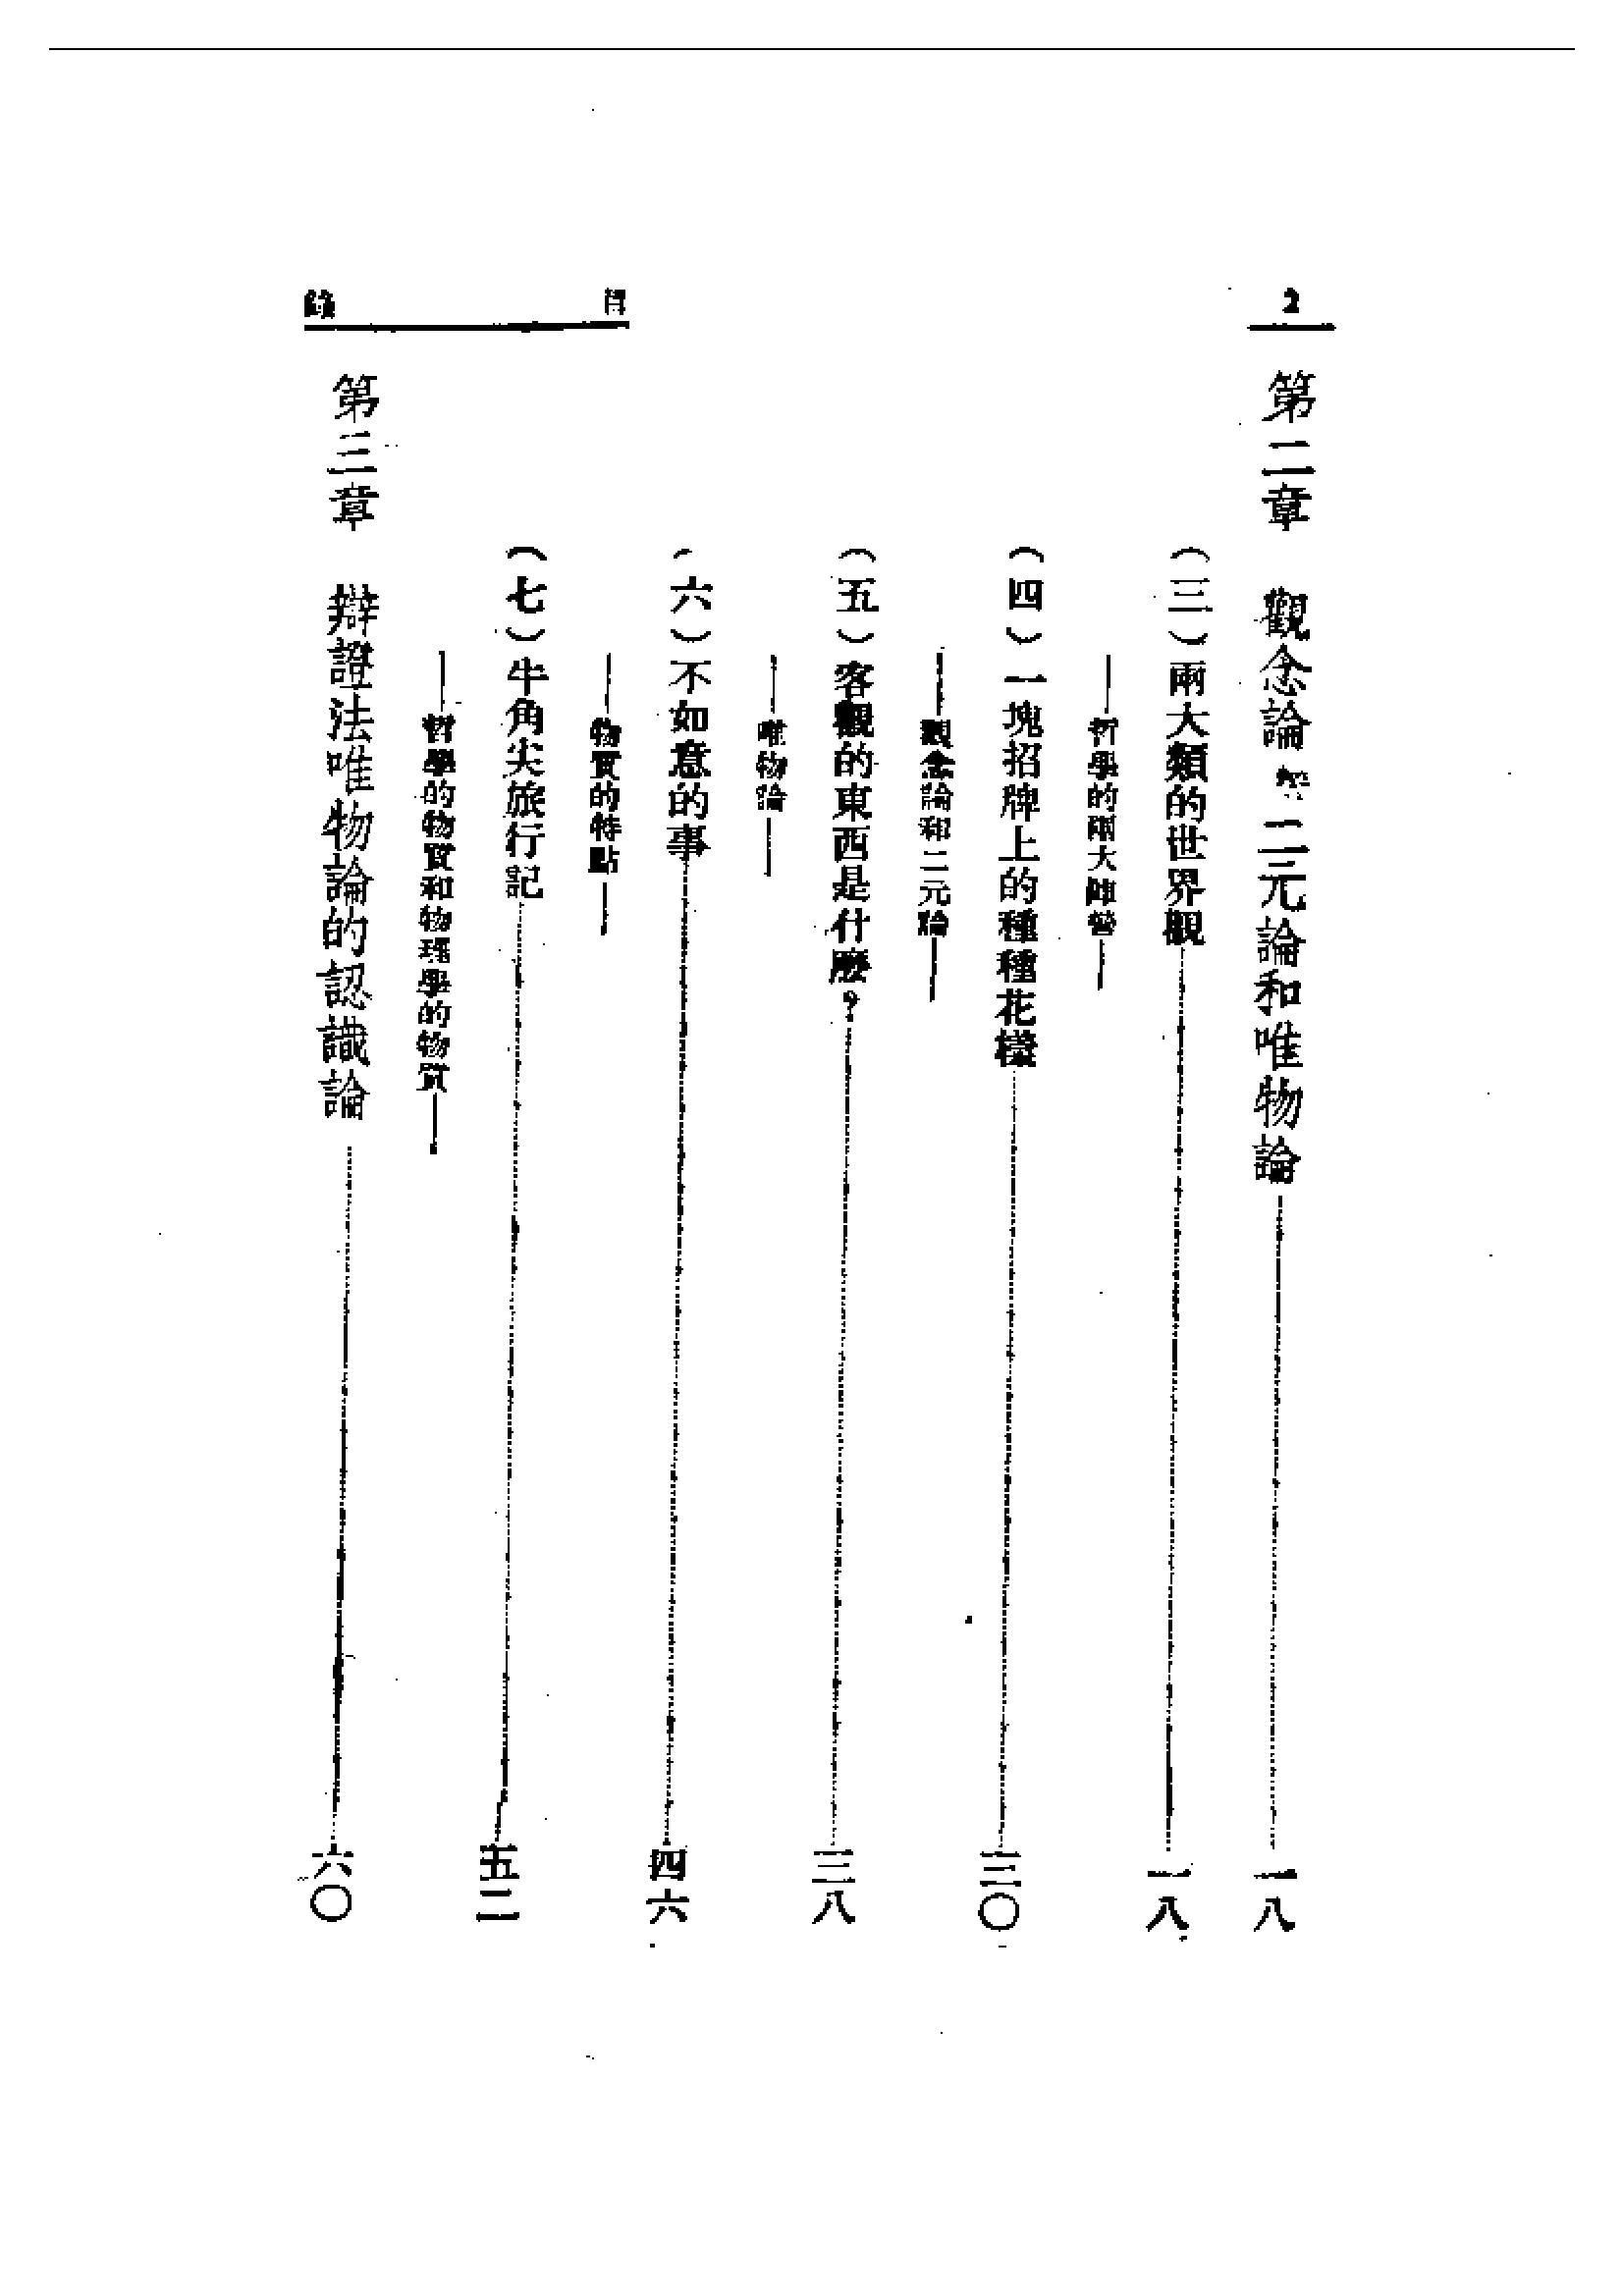 2
目錄
第二章 觀念論二元論和唯物論……一八
（三）兩大類的世界觀……一八
——哲學的兩大陣營——
（四）一塊招牌上的種種花樣……三〇
——觀念論和二元論——
（五）客觀的東西是什麼？……三八
——唯物論——
（六）不如意的事……四六
——物質的特點——
（七）牛角尖旅行記……五二
——哲學的物質和物理學的物質——
第三章 辯證法唯物論的認識論……六〇